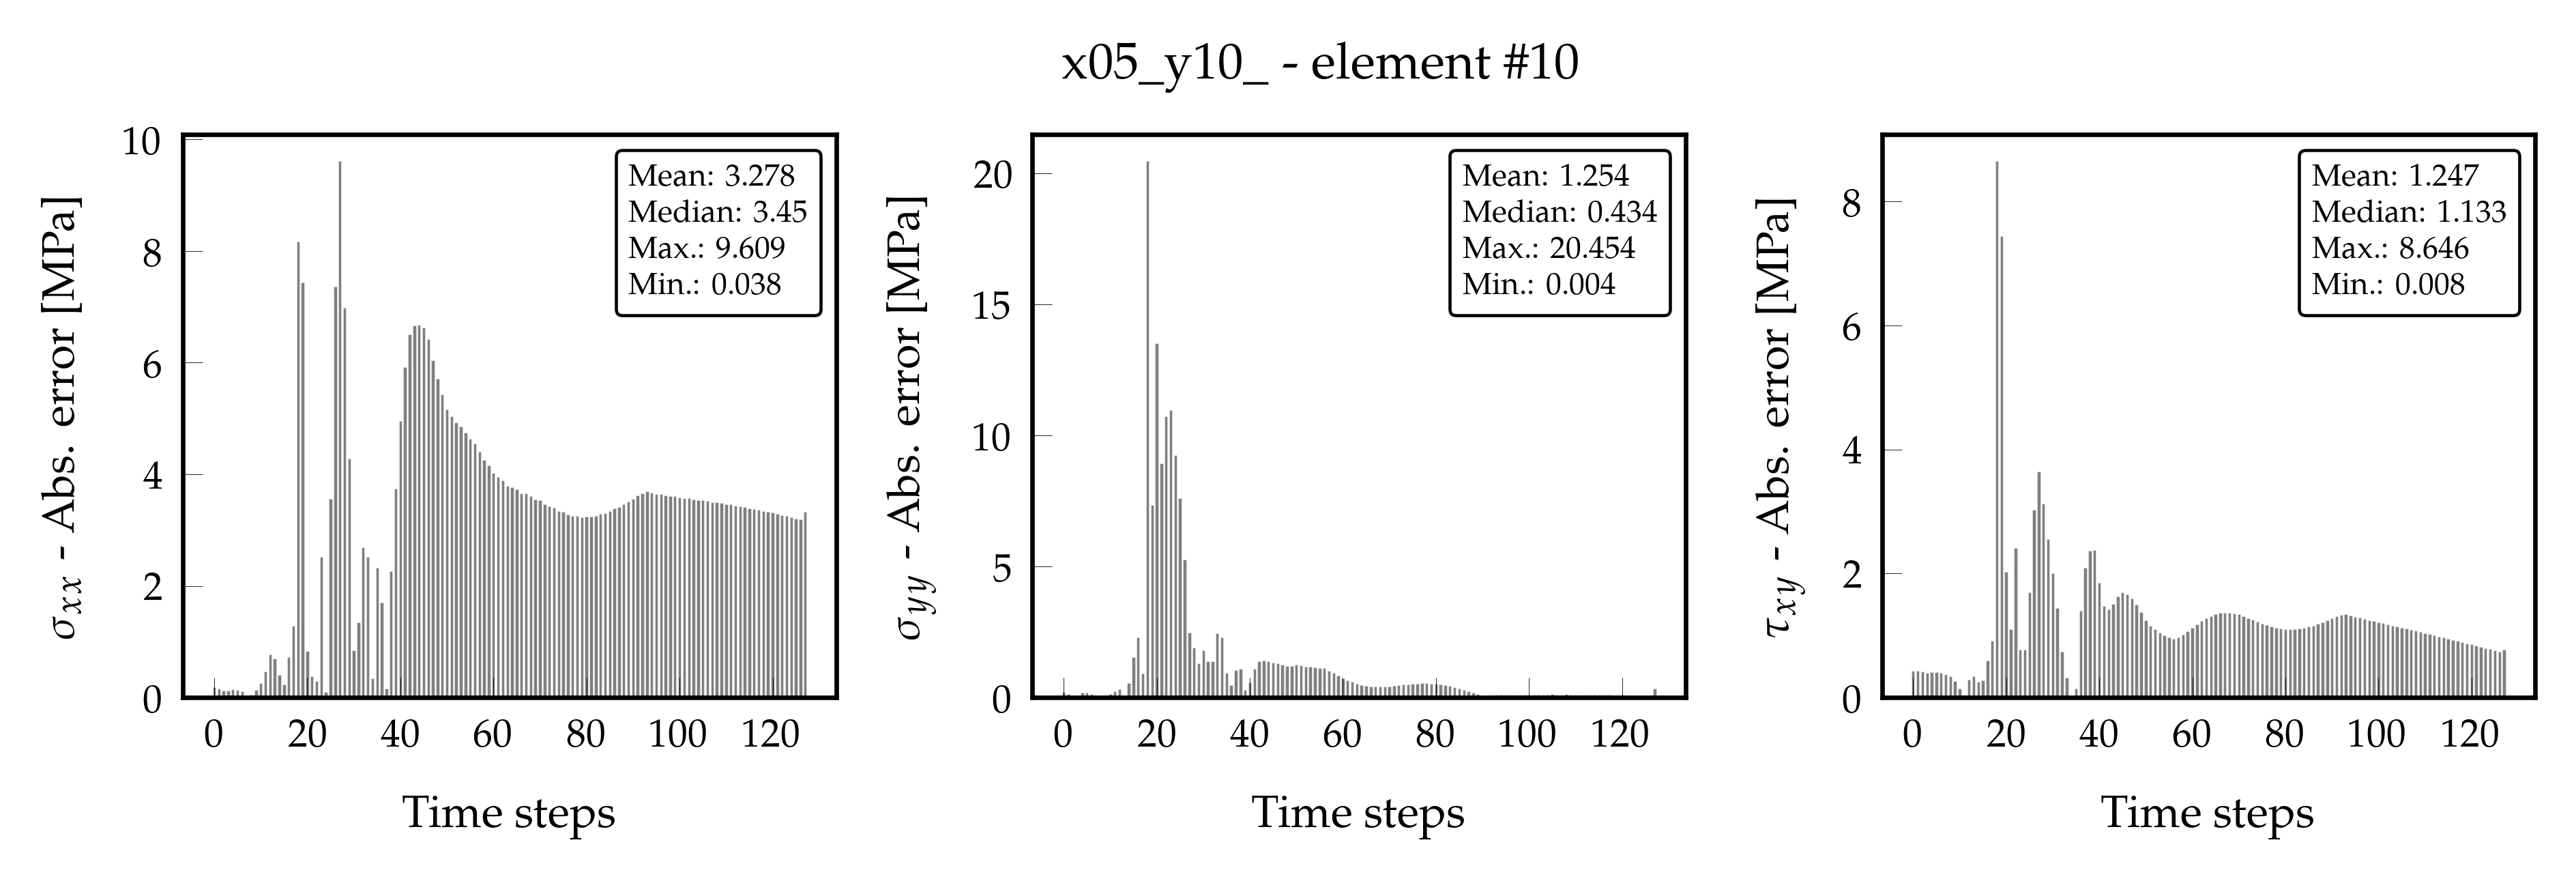 x05_y10_ - element #10
σxx - Abs. error [MPa]
10
8
6
4
2
0
0 20 40 60 80 100 120
Time steps
Mean: 3.278
Median: 3.45
Max.: 9.609
Min.: 0.038
σyy - Abs. error [MPa]
20
15
10
5
0
0 20 40 60 80 100 120
Time steps
Mean: 1.254
Median: 0.434
Max.: 20.454
Min.: 0.004
τxy - Abs. error [MPa]
8
6
4
2
0
0 20 40 60 80 100 120
Time steps
Mean: 1.247
Median: 1.133
Max.: 8.646
Min.: 0.008